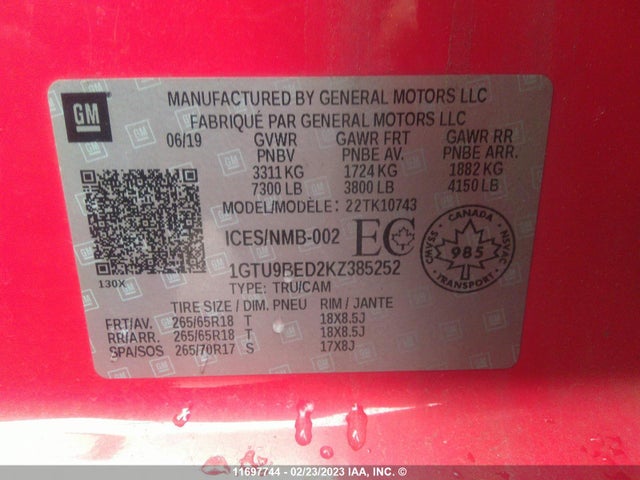 GM
MANUFACTURED BY GENERAL MOTORS LLC
FABRIQUÉ PAR GENERAL MOTORS LLC
06/19 GVWR GAWR FRT GAWR RR
PNBV PNBE AV. PNBE ARR.
3311 KG 1724 KG 1882 KG
7300 LB 3800 LB 4150 LB
MODEL/MODÈLE: 22TK10743
ICES/NMB-002 EC
CANADA
985
CMVSS NSVAC
1GTU9BED2KZ385252
130X
TYPE: TRU/CAM
TIRE SIZE / DIM. PNEU RIM / JANTE
FRT/AV. 265/65R18 T 18X8.5J
RR/ARR. 265/65R18 T 18X8.5J
SPA/SOS 265/70R17 S 17X8J
11697744 — 02/23/2023 IAA, INC. ©